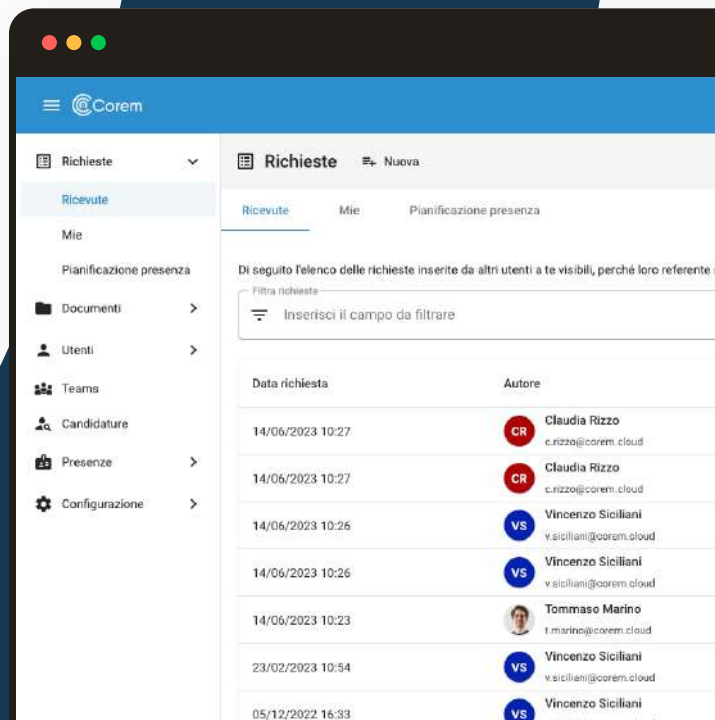 Corem
Richieste
Ricevute
Mie
Pianificazione presenza
Documenti
Utenti
Teams
Candidature
Presenze
Configurazione
Richieste Nuova
Ricevute Mie Pianificazione presenza
Di seguito l'elenco delle richieste inserite da altri utenti a te visibili, perché loro referente
Filtra richieste
Inserisci il campo da filtrare
Data richiesta Autore
14/06/2023 10:27 CR Claudia Rizzo
c.rizzo@corem.cloud
14/06/2023 10:27 CR Claudia Rizzo
c.rizzo@corem.cloud
14/06/2023 10:26 VS Vincenzo Siciliani
v.siciliani@corem.cloud
14/06/2023 10:26 VS Vincenzo Siciliani
v.siciliani@corem.cloud
14/06/2023 10:23 Tommaso Marino
t.marino@corem.cloud
23/02/2023 10:54 VS Vincenzo Siciliani
v.siciliani@corem.cloud
05/12/2022 16:33 VS Vincenzo Siciliani